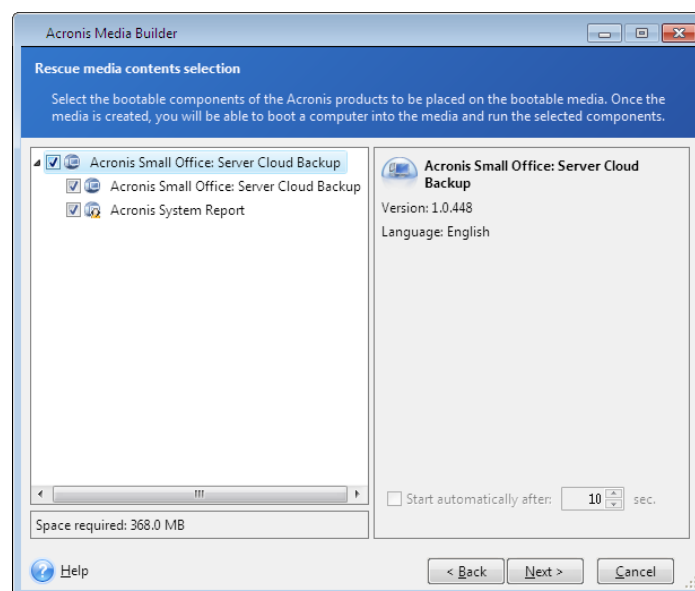 Acronis Media Builder
Rescue media contents selection
Select the bootable components of the Acronis products to be placed on the bootable media. Once the
media is created, you will be able to boot a computer into the media and run the selected components.
Acronis Small Office: Server Cloud Backup
Acronis Small Office: Server Cloud Backup
Acronis System Report
Space required: 368.0 MB
Acronis Small Office: Server Cloud
Backup
Version: 1.0.448
Language: English
Start automatically after: 10 sec.
Help
< Back
Next >
Cancel